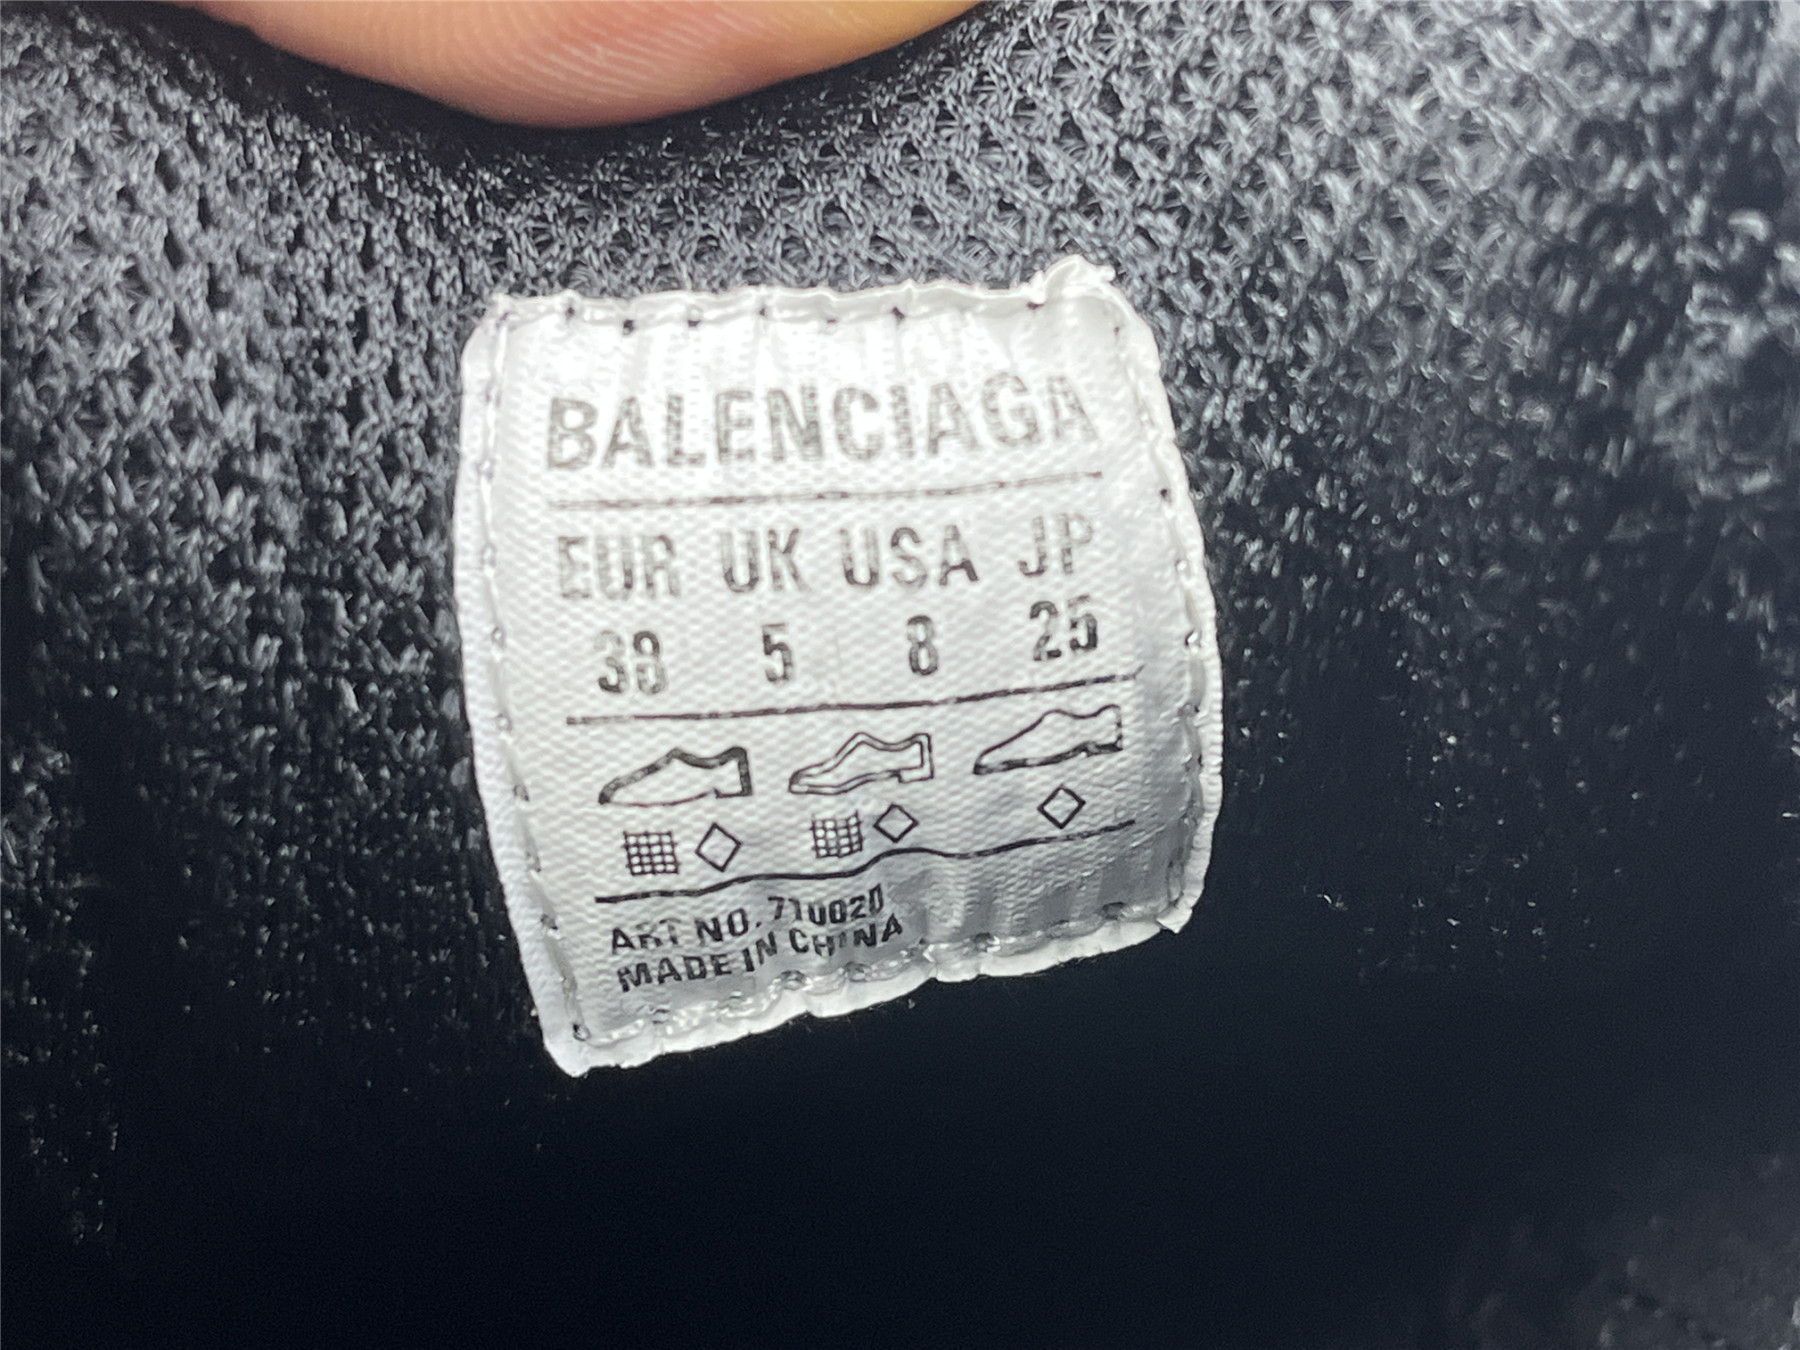 BALENCIAGA
EUR UK USA JP
38 5 8 25
ART NO. 710020
MADE IN CHINA